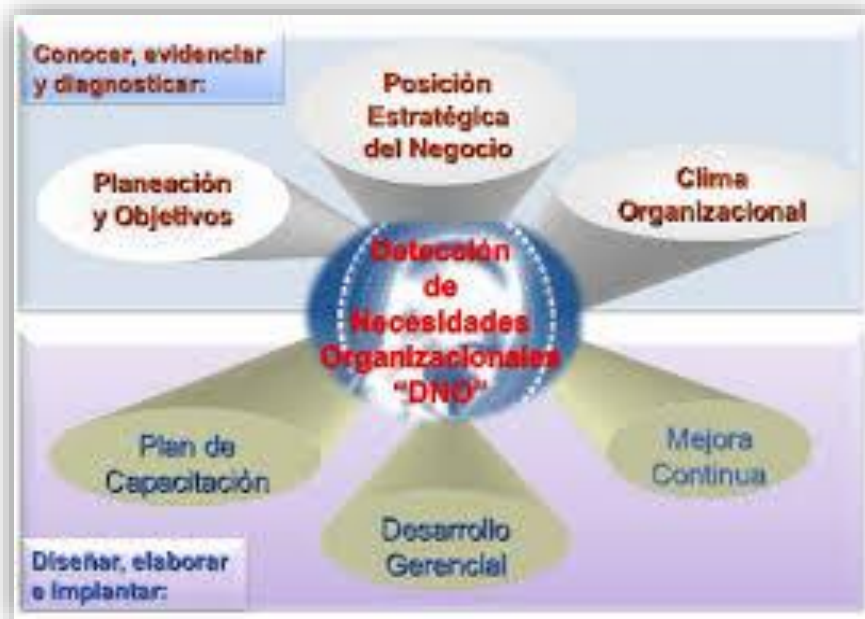 Conocer, evidenciar
y diagnosticar:
Posición
Estratégica
del Negocio
Planeación
y Objetivos
Clima
Organizacional
Detección
de
Necesidades
Organizacionales
"DNO"
Plan de
Capacitación
Mejora
Continua
Desarrollo
Gerencial
Diseñar, elaborar
e implantar: